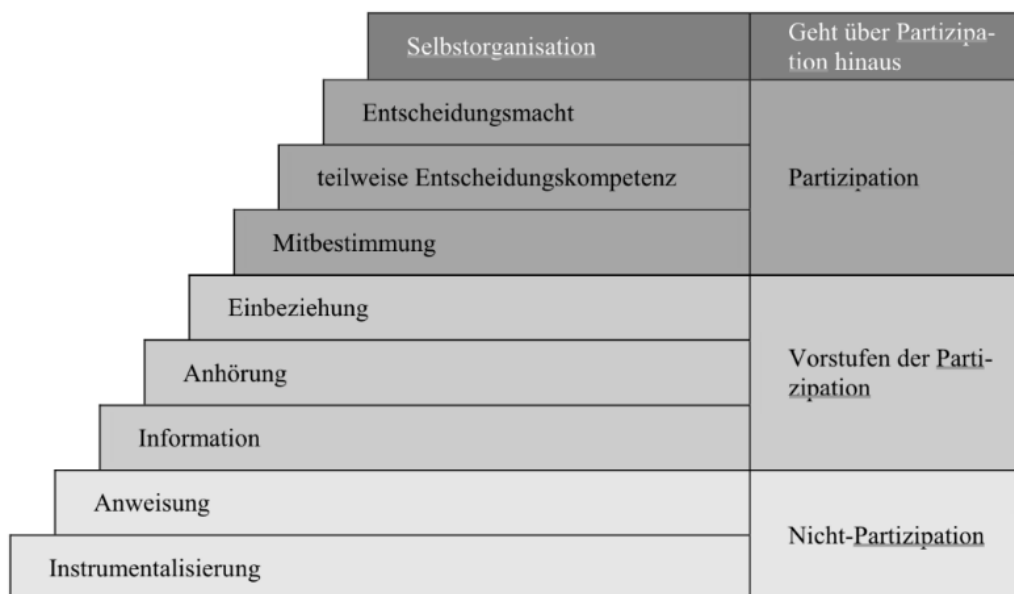 Selbstorganisation
Geht über Partizipa-
tion hinaus
Entscheidungsmacht
teilweise Entscheidungskompetenz
Partizipation
Mitbestimmung
Einbeziehung
Anhörung
Vorstufen der Parti-
zipation
Information
Anweisung
Nicht-Partizipation
Instrumentalisierung